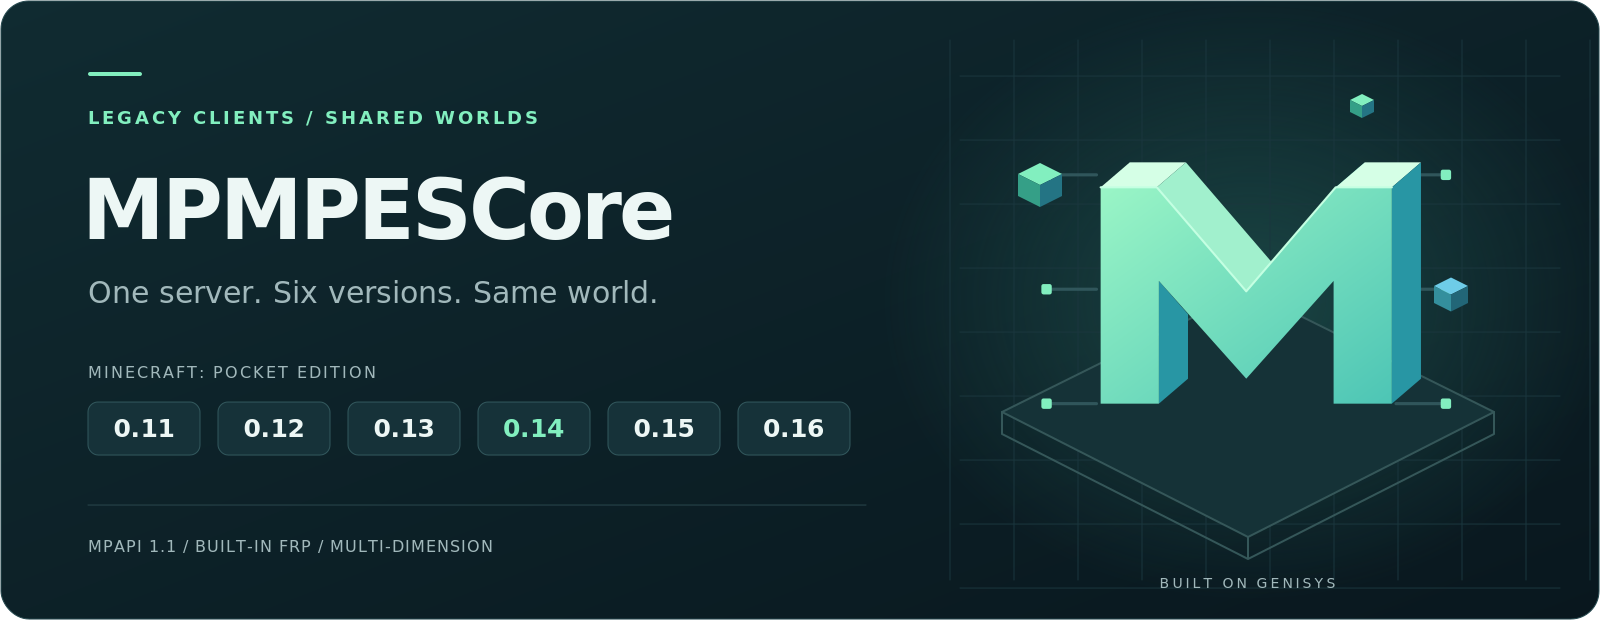 LEGACY CLIENTS / SHARED WORLDS
MPMPESCore
One server. Six versions. Same world.
MINECRAFT: POCKET EDITION
0.11 0.12 0.13 0.14 0.15 0.16
MPAPI 1.1 / BUILT-IN FRP / MULTI-DIMENSION
BUILT ON GENISYS